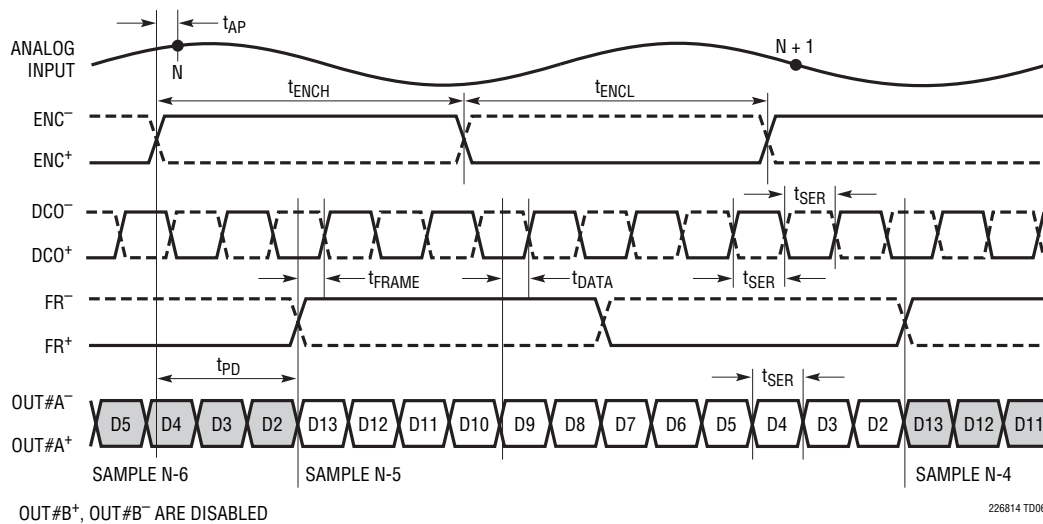 tAP
ANALOG
INPUT
N
N + 1
tENCH
tENCL
ENC–
ENC+
DCO–
tSER
DCO+
tFRAME
tDATA
tSER
FR–
FR+
tPD
tSER
OUT#A–
D5 D4 D3 D2 D13 D12 D11 D10 D9 D8 D7 D6 D5 D4 D3 D2 D13 D12 D11
OUT#A+
SAMPLE N-6
SAMPLE N-5
SAMPLE N-4
OUT#B+, OUT#B– ARE DISABLED
226814 TD06